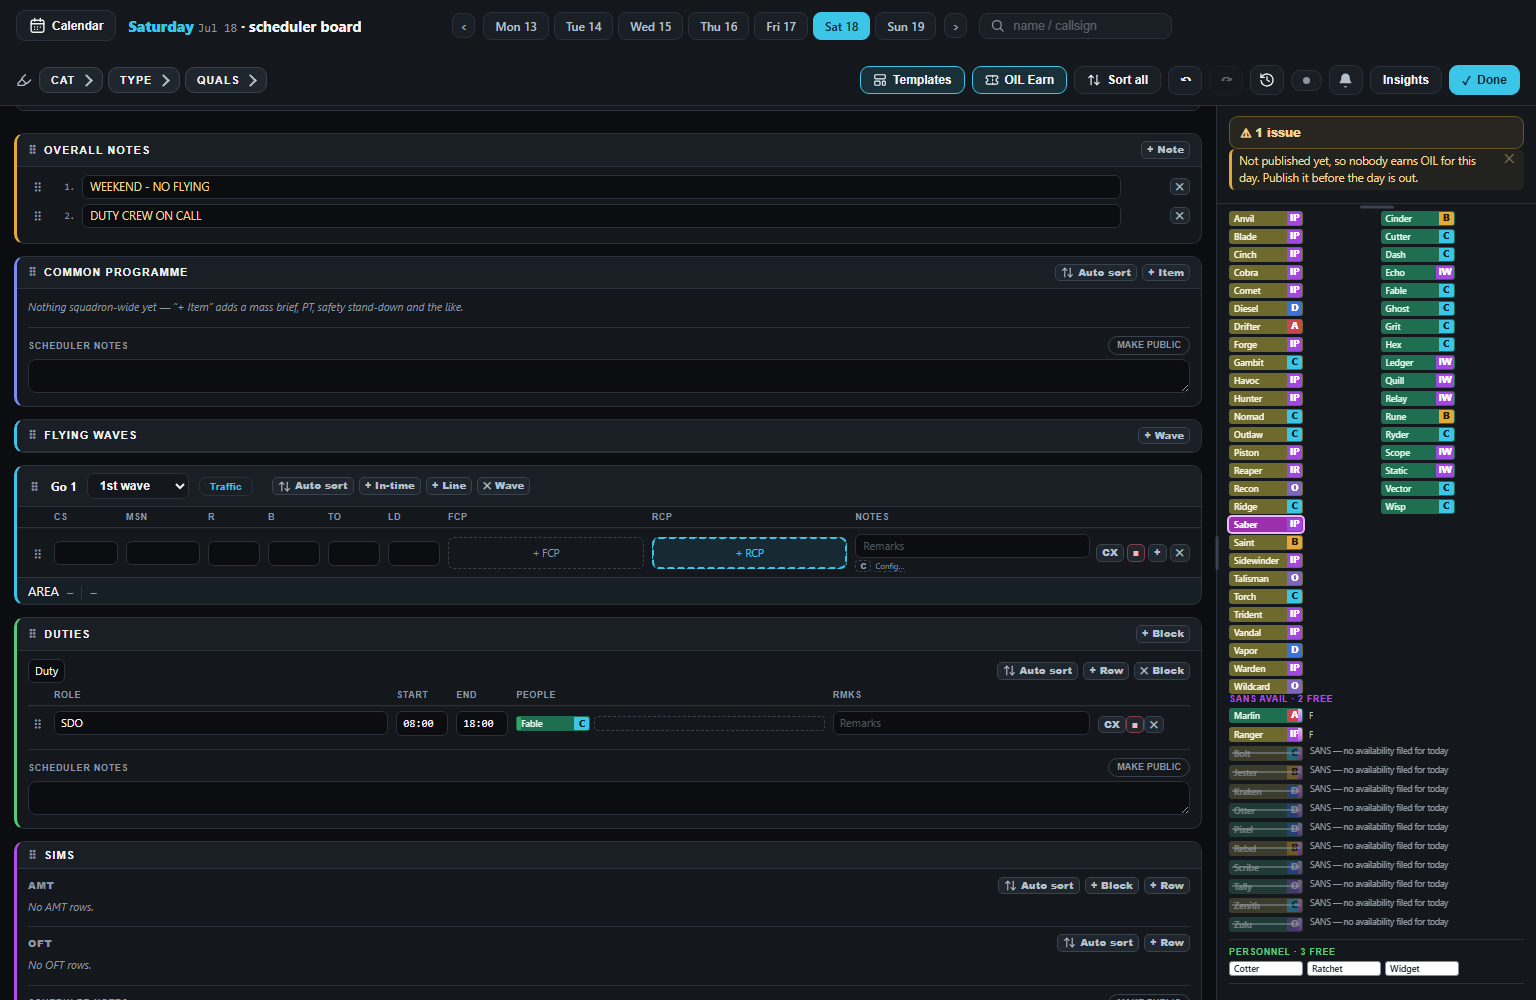 Calendar
Saturday Jul 18 · scheduler board
‹ Mon 13 Tue 14 Wed 15 Thu 16 Fri 17 Sat 18 Sun 19 ›
name / callsign
CAT TYPE QUALS
Templates OIL Earn Sort all Insights ✓ Done
OVERALL NOTES
+ Note
1. WEEKEND - NO FLYING
2. DUTY CREW ON CALL
COMMON PROGRAMME
Auto sort + Item
Nothing squadron-wide yet — "+ Item" adds a mass brief, PT, safety stand-down and the like.
SCHEDULER NOTES
MAKE PUBLIC
FLYING WAVES
+ Wave
Go 1 1st wave Traffic Auto sort + In-time + Line ✕ Wave
CS MSN R B TO LD FCP RCP NOTES
+ FCP + RCP Remarks CX ■ + ✕
C Config...
AREA – | –
DUTIES
+ Block
Duty
Auto sort + Row ✕ Block
ROLE START END PEOPLE RMKS
SDO 08:00 18:00 Fable C Remarks CX ■ ✕
SCHEDULER NOTES
MAKE PUBLIC
SIMS
AMT
Auto sort + Block + Row
No AMT rows.
OFT
Auto sort + Row
No OFT rows.
⚠ 1 issue
Not published yet, so nobody earns OIL for this
day. Publish it before the day is out.
Anvil IP
Blade IP
Cinch IP
Cobra IP
Comet IP
Diesel D
Drifter A
Forge IP
Gambit C
Havoc IP
Hunter IP
Nomad C
Outlaw C
Piston IP
Reaper IR
Recon O
Ridge C
Saber IP
Saint B
Sidewinder IP
Talisman O
Torch C
Trident IP
Vandal IP
Vapor D
Warden IP
Wildcard O
Cinder B
Cutter C
Dash C
Echo IW
Fable C
Ghost C
Grit C
Hex C
Ledger IW
Quill IW
Relay IW
Rune B
Ryder C
Scope IW
Static IW
Vector C
Wisp C
SANS AVAIL · 2 FREE
Marlin A F
Ranger IP F
Bolt C SANS — no availability filed for today
Jester SANS — no availability filed for today
Kraken D SANS — no availability filed for today
Otter D SANS — no availability filed for today
Pixel D SANS — no availability filed for today
Rebel SANS — no availability filed for today
Scribe D SANS — no availability filed for today
Tally O SANS — no availability filed for today
Zenith C SANS — no availability filed for today
Zulu O SANS — no availability filed for today
PERSONNEL · 3 FREE
Cotter Ratchet Widget